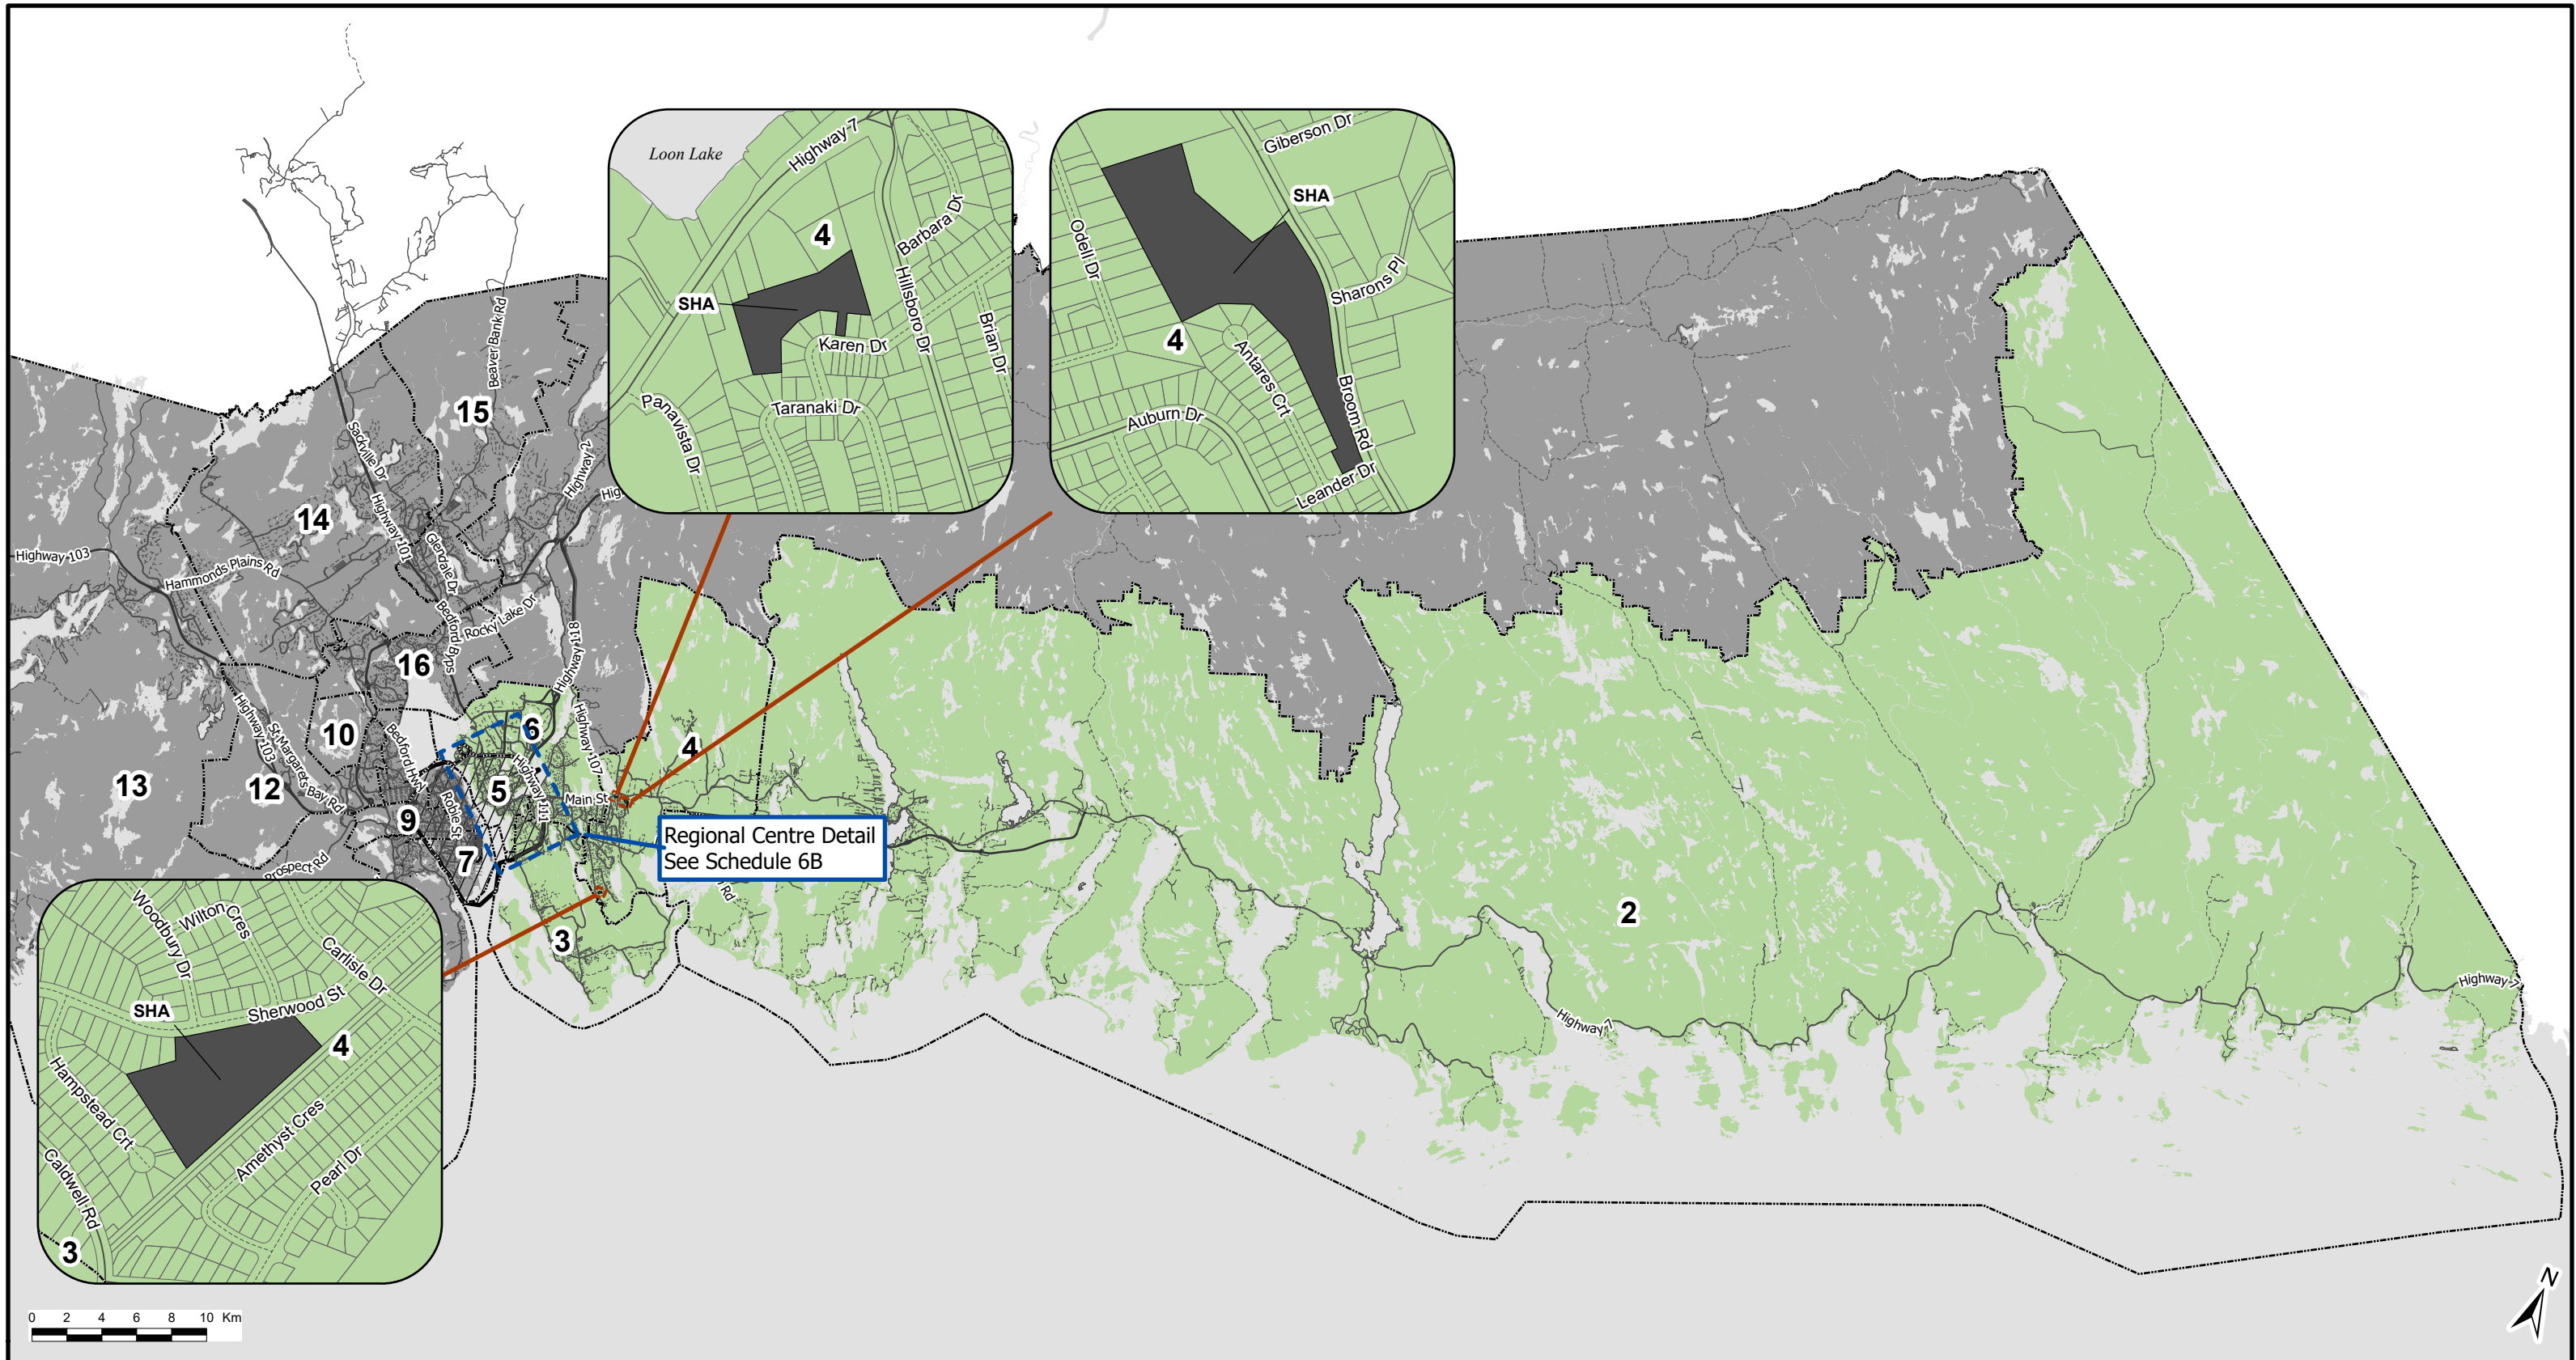 Loon Lake
Highway 7
4
Barbara Dr
SHA
Hillsboro Dr
Brian Dr
Karen Dr
Taranaki Dr
Panavista Dr
Giberson Dr
SHA
Odell Dr
Sharons Pl
4
Antares Crt
Broom Rd
Auburn Dr
Leander Dr
Beaver Bank Rd
15
Sackville Dr
Highway 2
14
Highway 101
Glendale Dr
Highway 103
Hammonds Plains Rd
Bedford Byps
Rocky Lake Dr
Highway 118
16
Highway 103
St Margarets Bay Rd
10
Bedford Hwy
6
Highway 107
4
13
12
5
Highway 111
Main St
9
Robie St
7
Prospect Rd
Regional Centre Detail
See Schedule 6B
Rd
2
3
Highway 7
Highway 7
Woodbury Dr
Wilton Cres
Carlisle Dr
SHA
Sherwood St
4
Hampstead Crt
Amethyst Cres
Pearl Dr
Caldwell Rd
3
0 2 4 6 8 10 Km
N